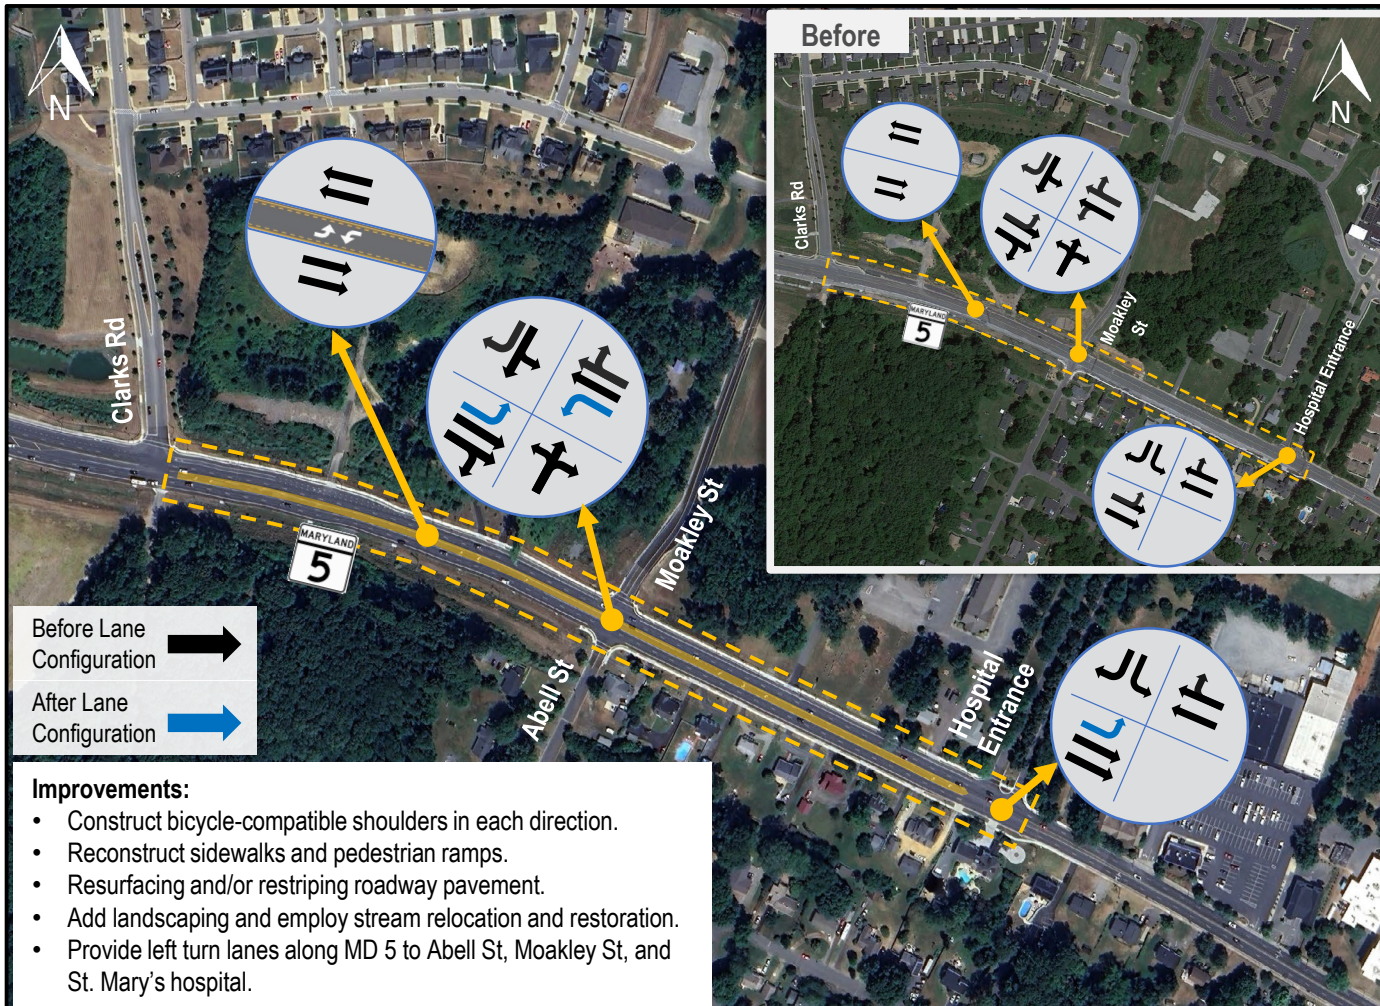 N
Before
N
Clarks Rd
MARYLAND
5
Moakley
St
Hospital Entrance
Clarks Rd
MARYLAND
5
Moakley St
Abell St
Hospital
Entrance
Before Lane
Configuration
After Lane
Configuration
Improvements:
• Construct bicycle-compatible shoulders in each direction.
• Reconstruct sidewalks and pedestrian ramps.
• Resurfacing and/or restriping roadway pavement.
• Add landscaping and employ stream relocation and restoration.
• Provide left turn lanes along MD 5 to Abell St, Moakley St, and
St. Mary’s hospital.